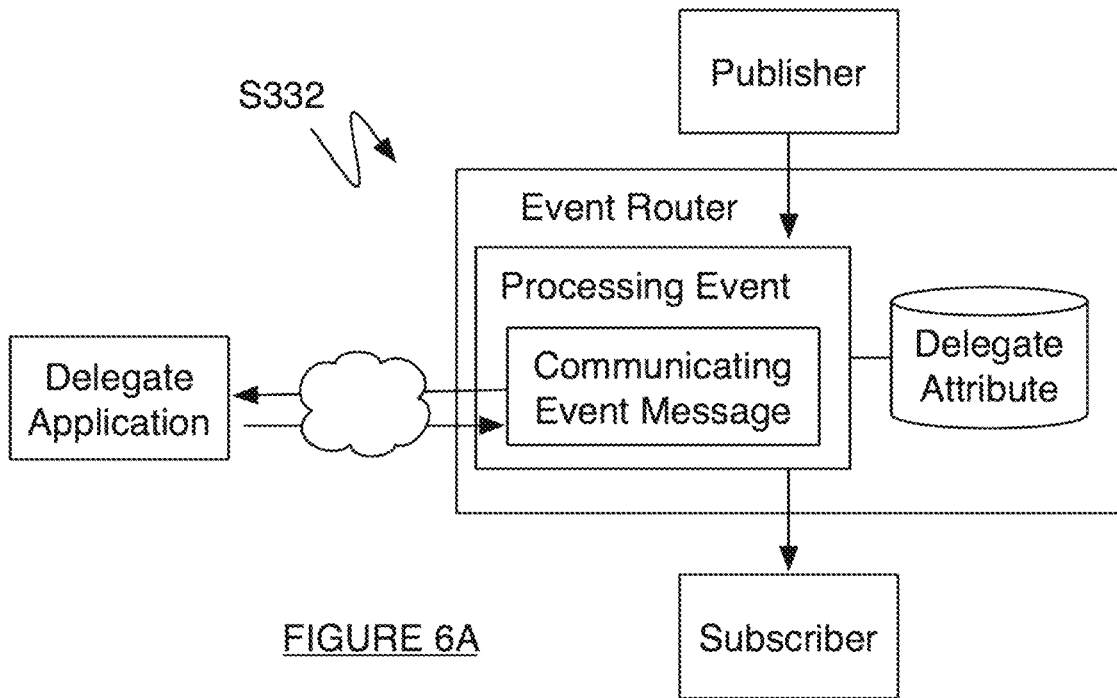 Publisher
S332
Event Router
Processing Event
Communicating
Event Message
Delegate
Attribute
Delegate
Application
Subscriber
FIGURE 6A